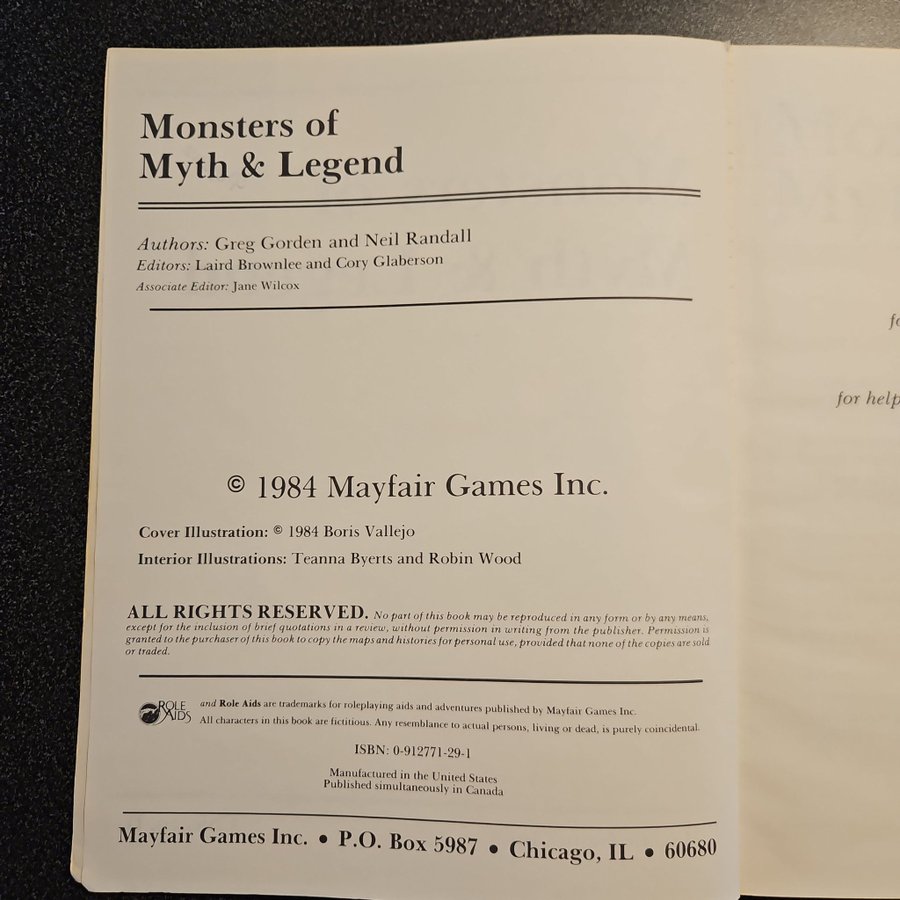 Monsters of
Myth & Legend
Authors: Greg Gorden and Neil Randall
Editors: Laird Brownlee and Cory Glaberson
Associate Editor: Jane Wilcox
© 1984 Mayfair Games Inc.
Cover Illustration: © 1984 Boris Vallejo
Interior Illustrations: Teanna Byerts and Robin Wood
ALL RIGHTS RESERVED. No part of this book may be reproduced in any form or by any means,
except for the inclusion of brief quotations in a review, without permission in writing from the publisher. Permission is
granted to the purchaser of this book to copy the maps and histories for personal use, provided that none of the copies are sold
or traded.
ROLE
AIDS
and Role Aids are trademarks for roleplaying aids and adventures published by Mayfair Games Inc.
All characters in this book are fictitious. Any resemblance to actual persons, living or dead, is purely coincidental.
ISBN: 0-912771-29-1
Manufactured in the United States
Published simultaneously in Canada
Mayfair Games Inc. • P.O. Box 5987 • Chicago, IL • 60680
for help